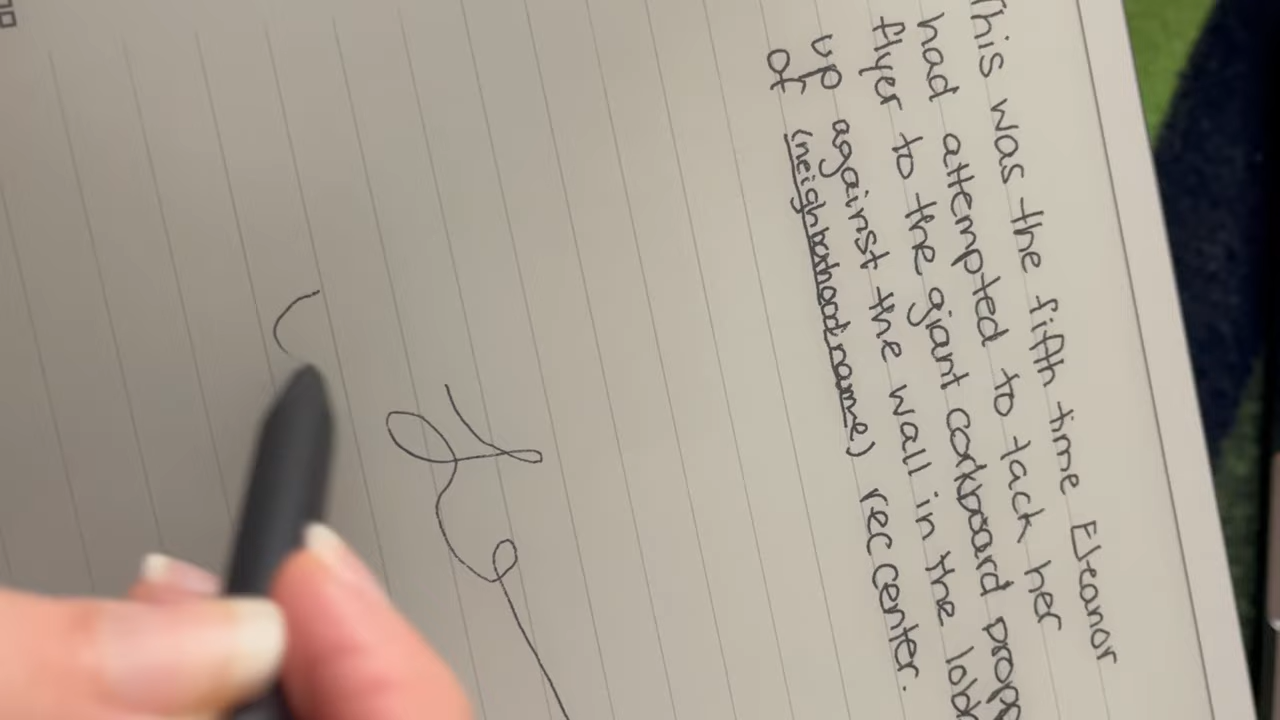 This was the fifth time Eleanor
had attempted to tack her
flyer to the giant corkboard
up against the wall in the
of (neighborhood name) rec center.